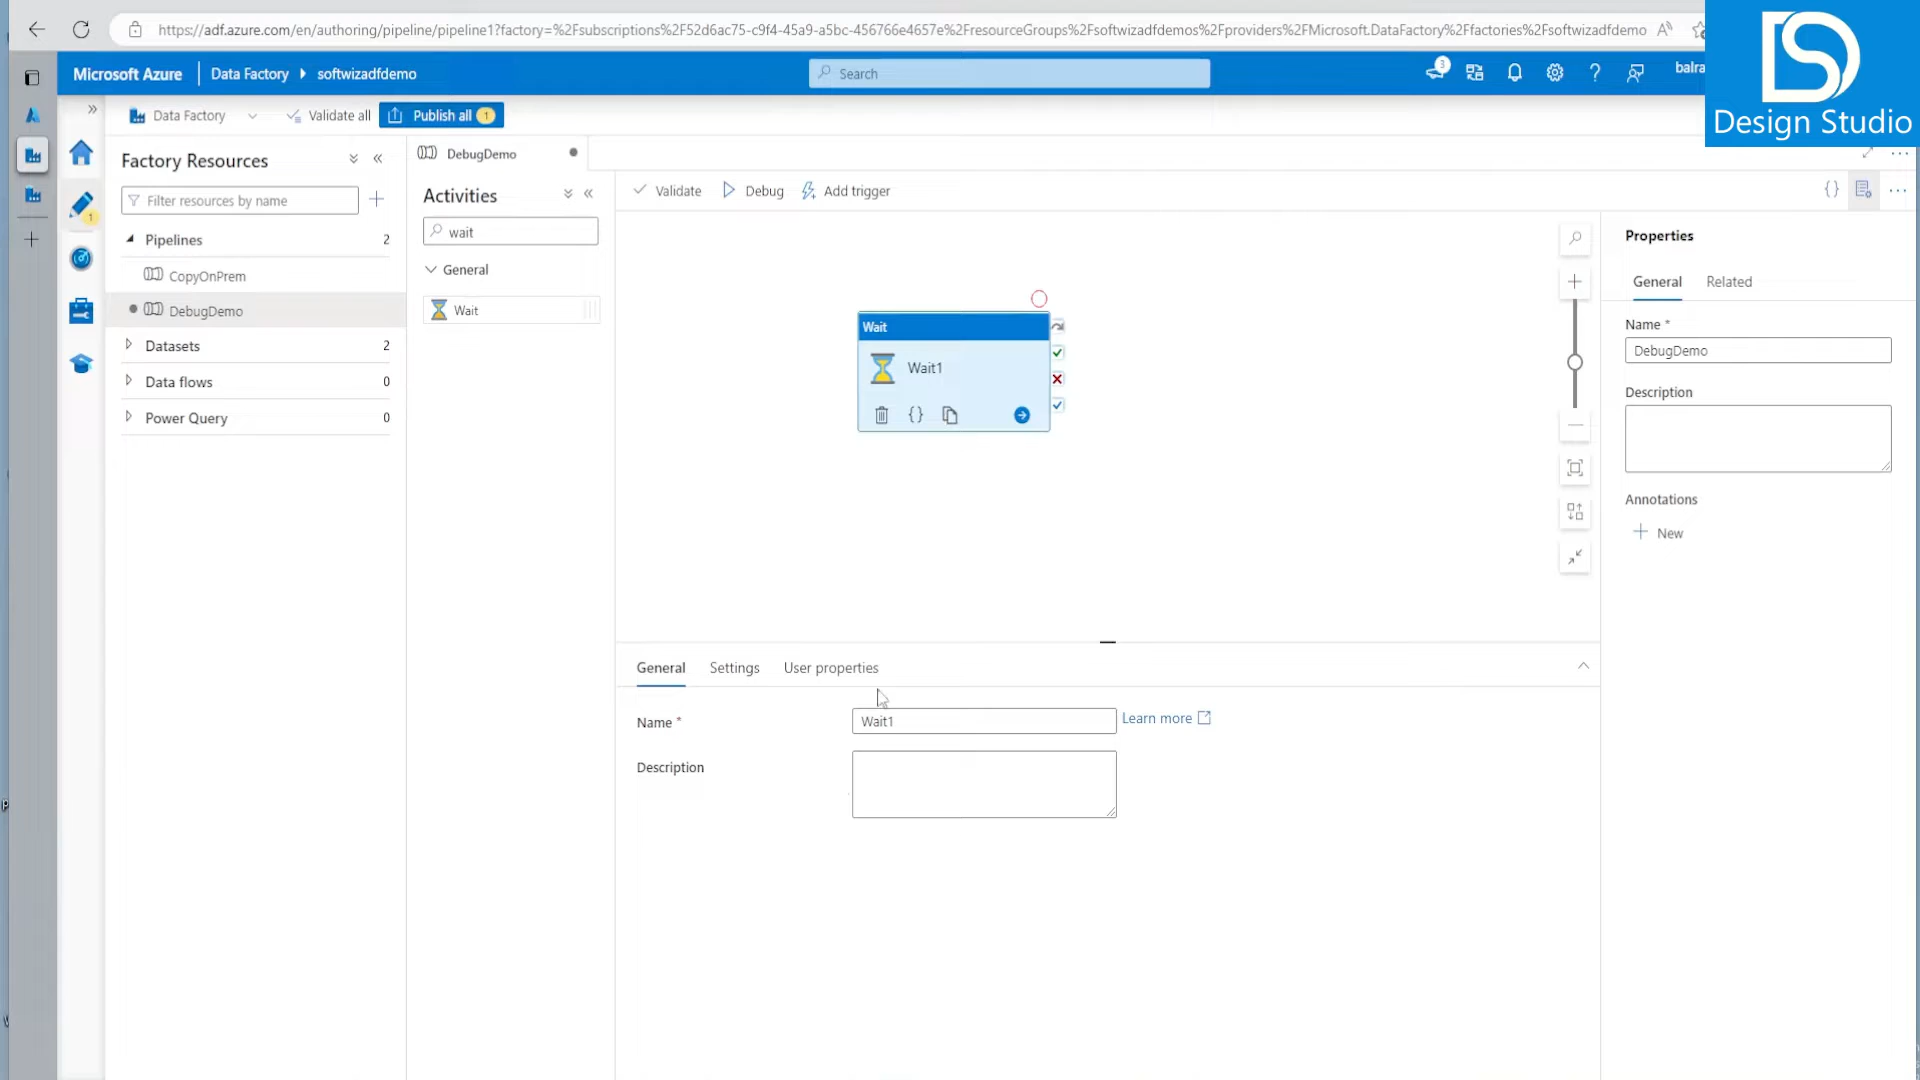 https://adf.azure.com/en/authoring/pipeline/pipeline1?factory=%2Fsubscriptions%2F52d6ac75-c9f4-45a9-a5bc-456766e4657e%2FresourceGroups%2Fsoftwizadfdemos%2Fproviders%2FMicrosoft.DataFactory%2Ffactories%2Fsoftwizadfdemo
Microsoft Azure Data Factory softwizadfdemo Search 3 ? balra
Design Studio
Data Factory Validate all Publish all 1
Factory Resources
Filter resources by name
Pipelines 2
CopyOnPrem
DebugDemo
Datasets 2
Data flows 0
Power Query 0
1
DebugDemo
Activities
wait
General
Wait
Validate Debug Add trigger
Wait
Wait1
General Settings User properties
Name *
Wait1
Learn more
Description
Properties
General Related
Name *
DebugDemo
Description
Annotations
New